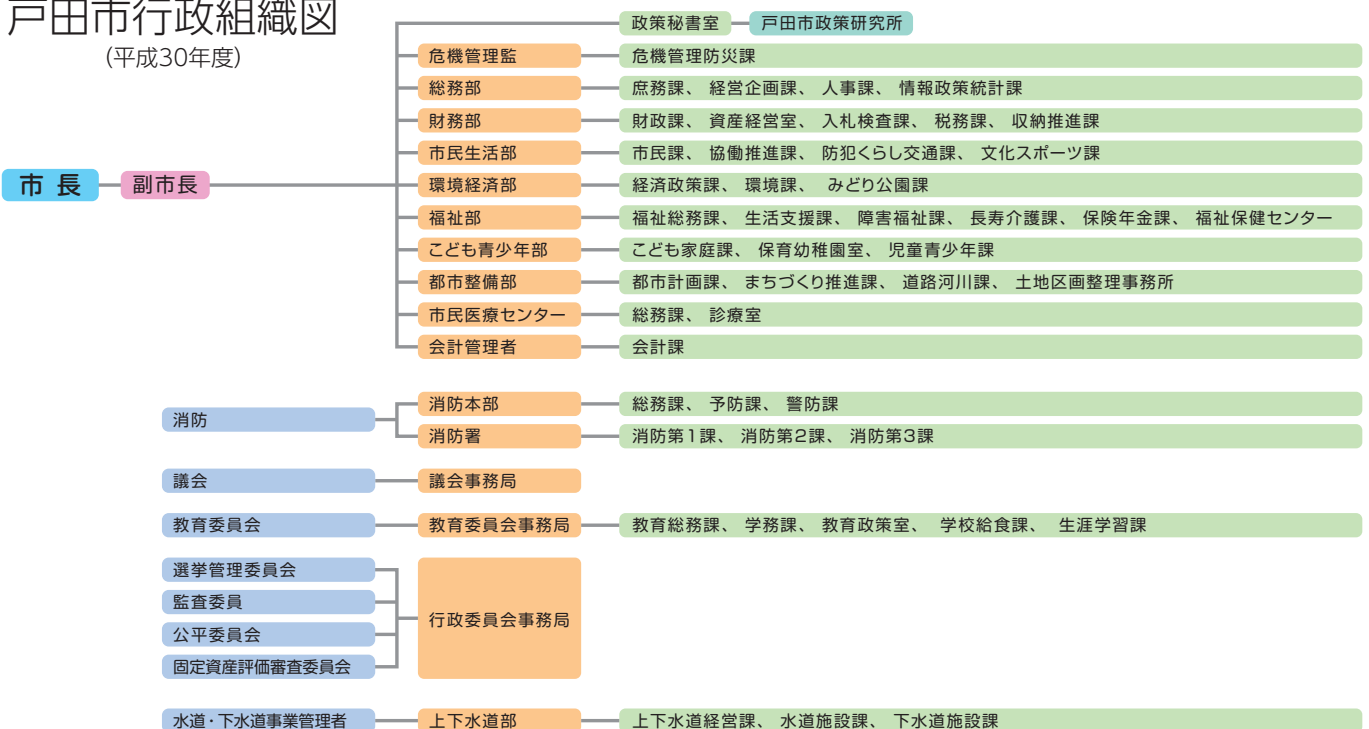 戸田市行政組織図
(平成30年度)
政策秘書室 戸田市政策研究所
危機管理監 危機管理防災課
総務部 庶務課、 経営企画課、 人事課、 情報政策統計課
財務部 財政課、 資産経営室、 入札検査課、 税務課、 収納推進課
市民生活部 市民課、 協働推進課、 防犯くらし交通課、 文化スポーツ課
市 長 副市長 環境経済部 経済政策課、 環境課、 みどり公園課
福祉部 福祉総務課、 生活支援課、 障害福祉課、 長寿介護課、 保険年金課、 福祉保健センター
こども青少年部 こども家庭課、 保育幼稚園室、 児童青少年課
都市整備部 都市計画課、 まちづくり推進課、 道路河川課、 土地区画整理事務所
市民医療センター 総務課、 診療室
会計管理者 会計課
消防 消防本部 総務課、 予防課、 警防課
消防署 消防第1課、 消防第2課、 消防第3課
議会 議会事務局
教育委員会 教育委員会事務局 教育総務課、 学務課、 教育政策室、 学校給食課、 生涯学習課
選挙管理委員会
監査委員
行政委員会事務局
公平委員会
固定資産評価審査委員会
水道・下水道事業管理者 上下水道部 上下水道経営課、 水道施設課、 下水道施設課